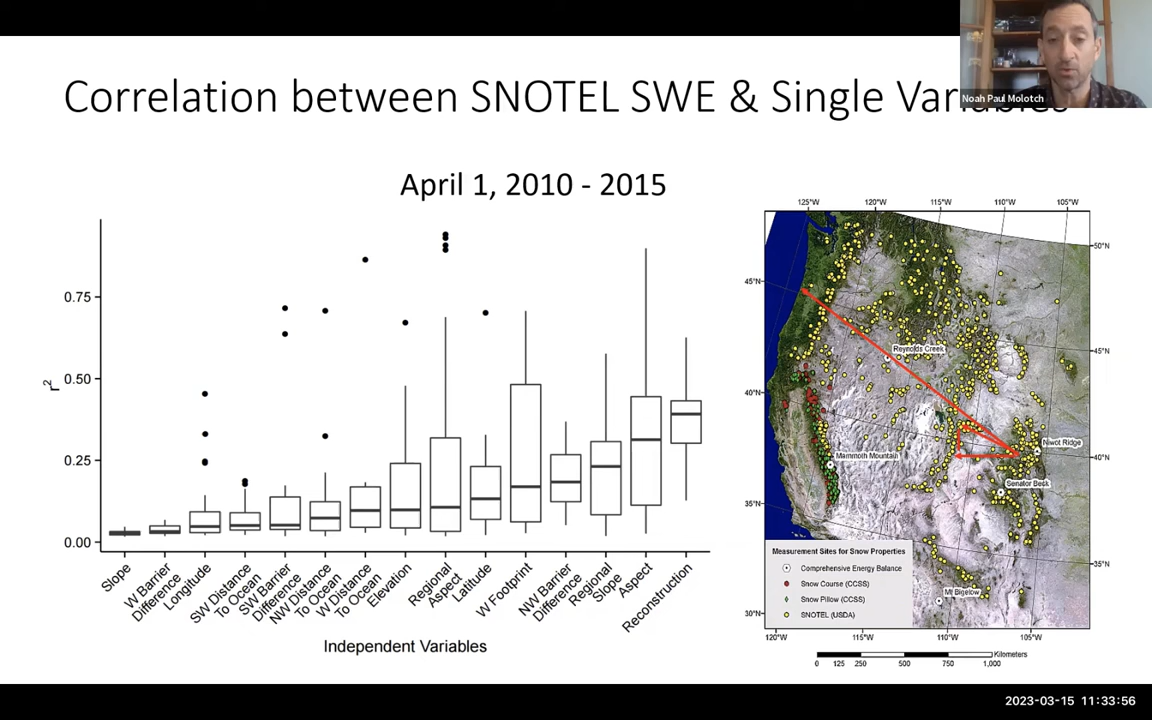 Correlation between SNOTEL SWE & Single Variables
Noah Paul Molotch
April 1, 2010 - 2015
r²
0.75
0.50
0.25
0.00
Slope
W Barrier
Difference
Longitude
SW Distance
To Ocean
SW Barrier
Difference
NW Distance
To Ocean
W Distance
To Ocean
Elevation
Regional
Aspect
Latitude
W Footprint
NW Barrier
Difference
Regional
Slope
Aspect
Reconstruction
Independent Variables
125°W 120°W 115°W 110°W 105°W
50°N
45°N
45°N
40°N
40°N
35°N
35°N
30°N
120°W 115°W 110°W 105°W
Reynolds Creek
Niwot Ridge
Mammoth Mountain
Senator Beck
Mt Bigelow
Measurement Sites for Snow Properties
Comprehensive Energy Balance
Snow Course (CCSS)
Snow Pillow (CCSS)
SNOTEL (USDA)
Kilometers
0 125 250 500 750 1,000
2023-03-15 11:33:56